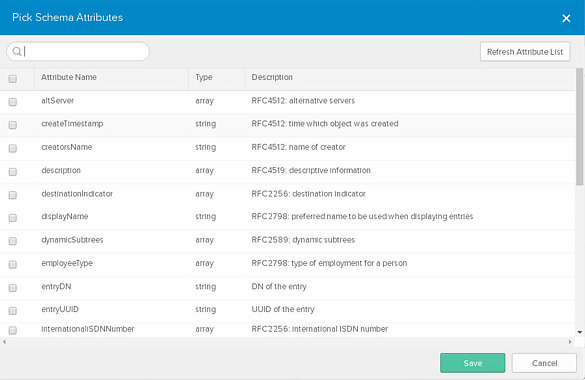 Pick Schema Attributes
Refresh Attribute List
Attribute Name Type Description
altServer array RFC4512: alternative servers
createTimestamp string RFC4512: time which object was created
creatorsName string RFC4512: name of creator
description array RFC4519: descriptive information
destinationIndicator array RFC2256: destination indicator
displayName string RFC2798: preferred name to be used when displaying entries
dynamicSubtrees array RFC2589: dynamic subtrees
employeeType array RFC2798: type of employment for a person
entryDN string DN of the entry
entryUUID string UUID of the entry
internationaliSDNNumber array RFC2256: international ISDN number
Save Cancel